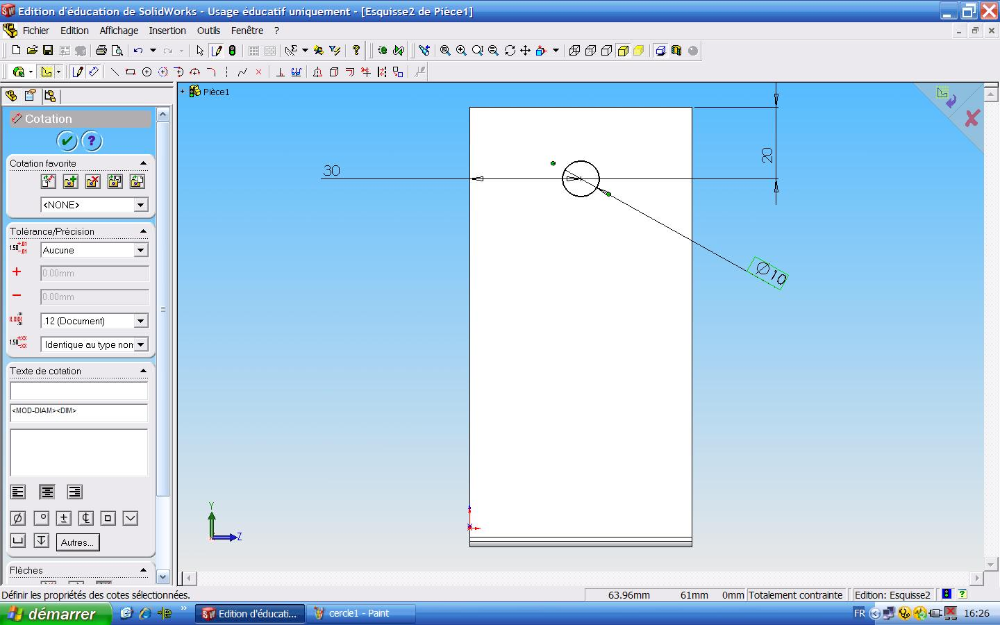 Edition d'éducation de SolidWorks - Usage éducatif uniquement - [Esquisse2 de Pièce1]
Fichier Edition Affichage Insertion Outils Fenêtre ?
Pièce1
Cotation
Cotation favorite
<NONE>
Tolérance/Précision
Aucune
0.00mm
0.00mm
.12 (Document)
Identique au type nom
Texte de cotation
<MOD-DIAM><DIM>
Autres...
Flèches
30
20
Ø10
Y
Z
Définir les propriétés des cotes sélectionnées.
63.96mm 61mm 0mm Totalement contrainte Edition: Esquisse2
démarrer
Edition d'éducati...
cercle1 - Paint
FR
16:26